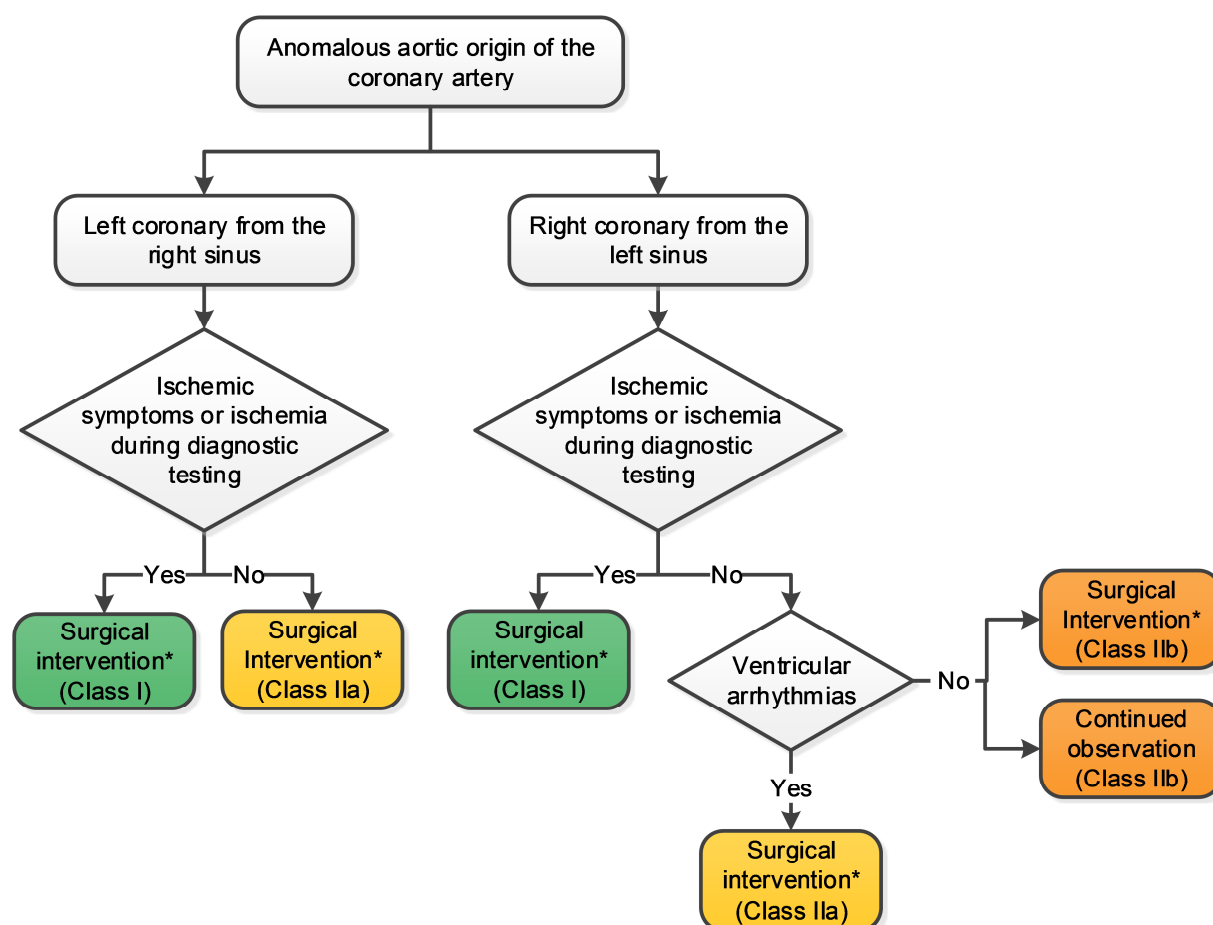 Anomalous aortic origin of the
coronary artery
Left coronary from the
right sinus
Right coronary from the
left sinus
Ischemic
symptoms or ischemia
during diagnostic
testing
Ischemic
symptoms or ischemia
during diagnostic
testing
Yes
No
Yes
No
Surgical
intervention*
(Class I)
Surgical
Intervention*
(Class IIa)
Surgical
intervention*
(Class I)
Ventricular
arrhythmias
No
Surgical
Intervention*
(Class IIb)
Continued
observation
(Class IIb)
Yes
Surgical
intervention*
(Class IIa)